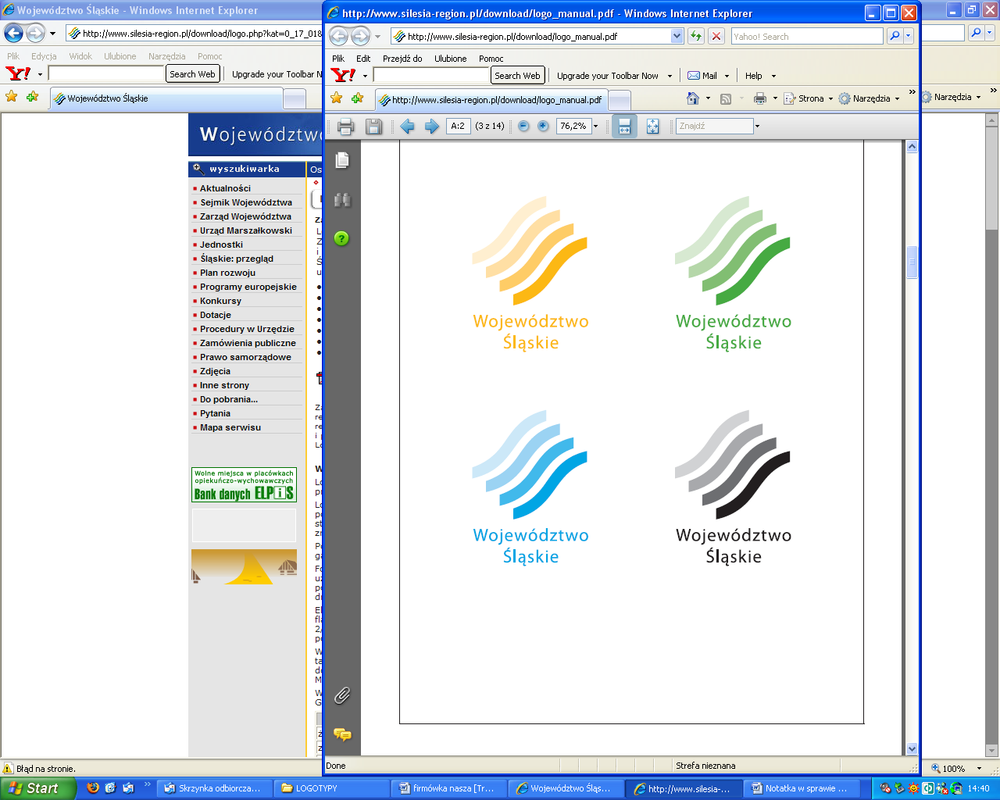 Województwo Śląskie - Windows Internet Explorer
http://www.silesia-region.pl/download/logo.php?kat=0_17_01&
Plik Edycja Widok Ulubione Narzędzia Pomoc
Y! Search Web Upgrade your Toolbar N
Województwo Śląskie
Narzędzia
http://www.silesia-region.pl/download/logo_manual.pdf - Windows Internet Explorer
http://www.silesia-region.pl/download/logo_manual.pdf
Yahoo! Search
Plik Edit Przejdź do Ulubione Pomoc
Y! Search Web Upgrade your Toolbar Now Mail Help
http://www.silesia-region.pl/download/logo_manual.pdf
Strona Narzędzia
A:2 (3 z 14) 76,2% Znajdź
Województwo
Śląskie
Województwo
Śląskie
Województwo
Śląskie
Województwo
Śląskie
Done
Strefa nieznana
Województwo
wyszukiwarka
Os
Aktualności
Sejmik Województwa
Zarząd Województwa
Urząd Marszałkowski
Jednostki
Śląskie: przegląd
Plan rozwoju
Programy europejskie
Konkursy
Dotacje
Procedury w Urzędzie
Zamówienia publiczne
Prawo samorządowe
Zdjęcia
Inne strony
Do pobrania...
Pytania
Mapa serwisu
Wolne miejsca w placówkach
opiekuńczo-wychowawczych
Bank danych ELPiS
Błąd na stronie.
100%
Start
Skrzynka odbiorcza...
LOGOTYPY
firmówka nasza [Tr...
Województwo Śląs...
http://www.silesia-...
Notatka w sprawie ...
14:40